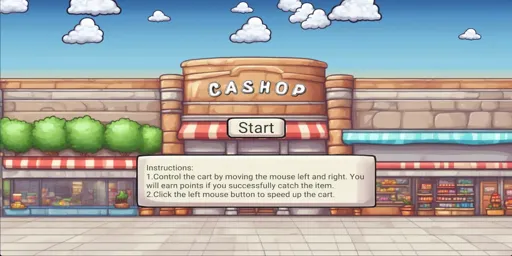 CASHOP
Start
Instructions:
1.Control the cart by moving the mouse left and right. You
will earn points if you successfully catch the item.
2.Click the left mouse button to speed up the cart.